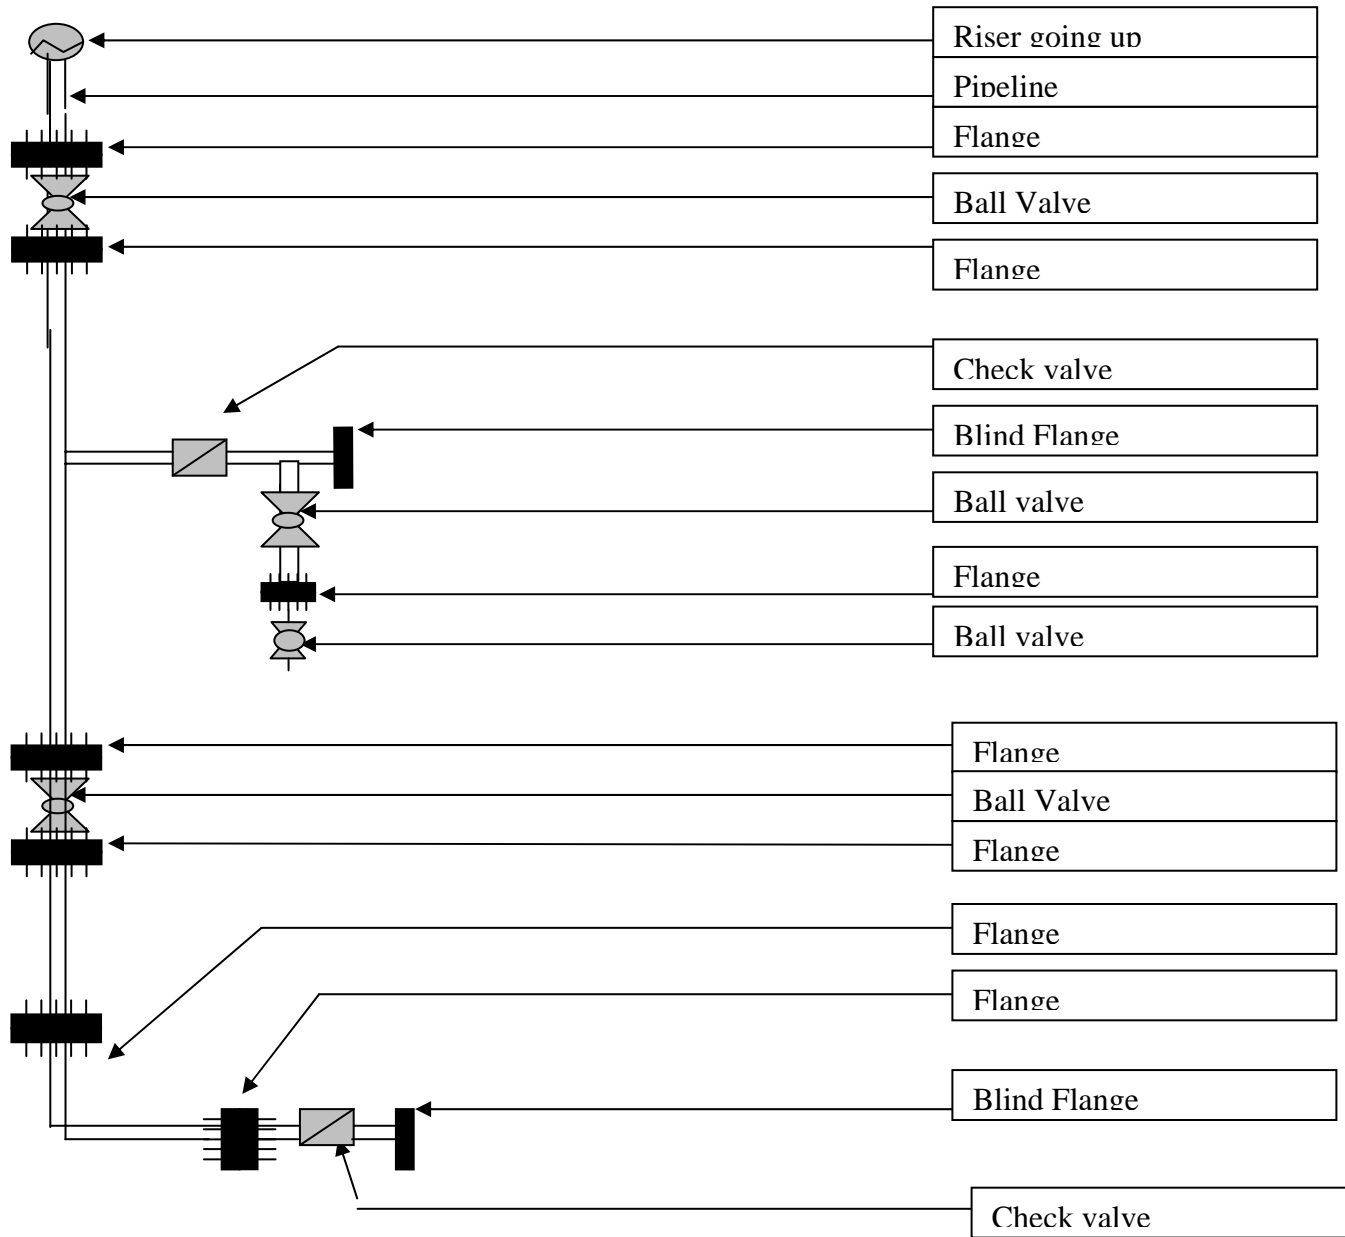 Riser going up
Pipeline
Flange
Ball Valve
Flange
Check valve
Blind Flange
Ball valve
Flange
Ball valve
Flange
Ball Valve
Flange
Flange
Flange
Blind Flange
Check valve